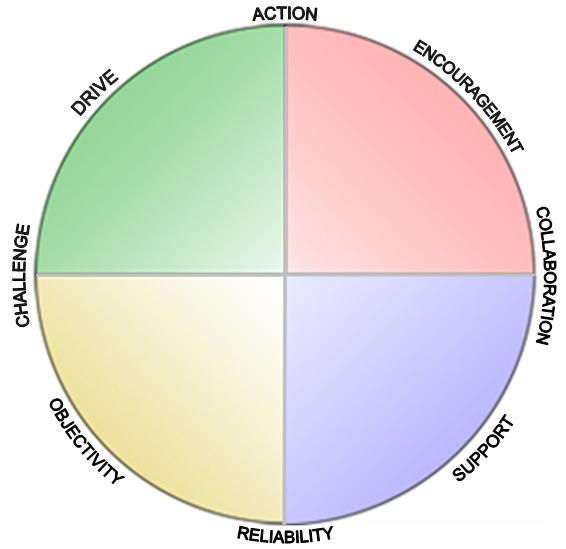 ACTION
ENCOURAGEMENT
COLLABORATION
SUPPORT
RELIABILITY
OBJECTIVITY
CHALLENGE
DRIVE